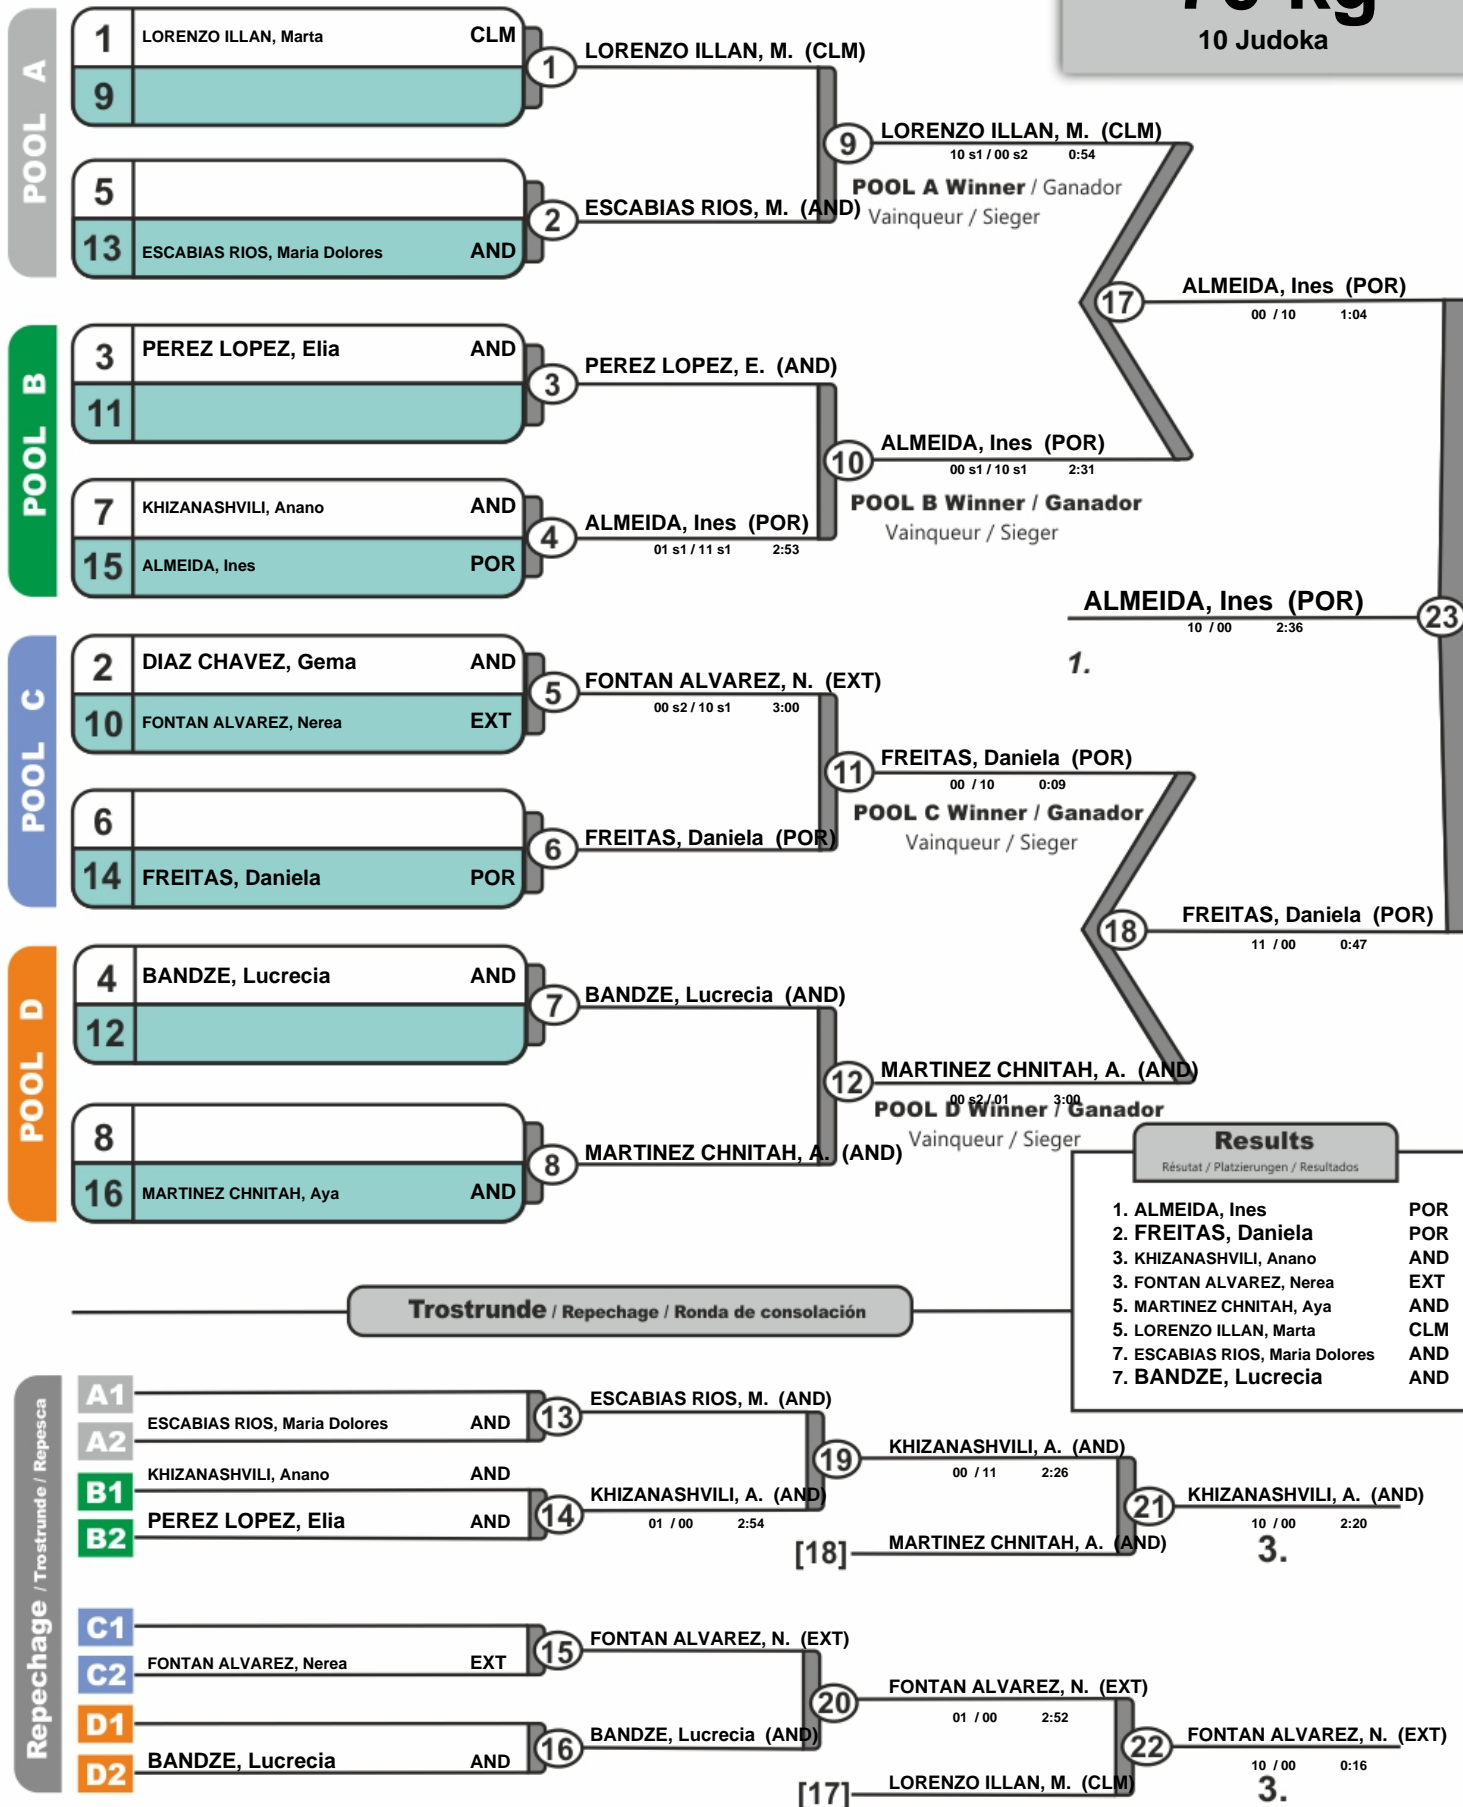 10 Judoka
POOL A
1 LORENZO ILLAN, Marta CLM
9
1
LORENZO ILLAN, M. (CLM)
5
13 ESCABIAS RIOS, Maria Dolores AND
2
ESCABIAS RIOS, M. (AND)
9
LORENZO ILLAN, M. (CLM)
10 s1 / 00 s2 0:54
POOL A Winner / Ganador
Vainqueur / Sieger
POOL B
3 PEREZ LOPEZ, Elia AND
11
3
PEREZ LOPEZ, E. (AND)
7 KHIZANASHVILI, Anano AND
15 ALMEIDA, Ines POR
4
ALMEIDA, Ines (POR)
01 s1 / 11 s1 2:53
10
ALMEIDA, Ines (POR)
00 s1 / 10 s1 2:31
POOL B Winner / Ganador
Vainqueur / Sieger
17
ALMEIDA, Ines (POR)
00 / 10 1:04
ALMEIDA, Ines (POR)
10 / 00 2:36
23
1.
POOL C
2 DIAZ CHAVEZ, Gema AND
10 FONTAN ALVAREZ, Nerea EXT
5
FONTAN ALVAREZ, N. (EXT)
00 s2 / 10 s1 3:00
6
14 FREITAS, Daniela POR
6
FREITAS, Daniela (POR)
11
FREITAS, Daniela (POR)
00 / 10 0:09
POOL C Winner / Ganador
Vainqueur / Sieger
18
FREITAS, Daniela (POR)
11 / 00 0:47
POOL D
4 BANDZE, Lucrecia AND
12
7
BANDZE, Lucrecia (AND)
8
16 MARTINEZ CHNITAH, Aya AND
8
MARTINEZ CHNITAH, A. (AND)
12
MARTINEZ CHNITAH, A. (AND)
00 s2 / 01 3:00
POOL D Winner / Ganador
Vainqueur / Sieger
Results
Résutat / Platzierungen / Resultados
1. ALMEIDA, Ines POR
2. FREITAS, Daniela POR
3. KHIZANASHVILI, Anano AND
3. FONTAN ALVAREZ, Nerea EXT
5. MARTINEZ CHNITAH, Aya AND
5. LORENZO ILLAN, Marta CLM
7. ESCABIAS RIOS, Maria Dolores AND
7. BANDZE, Lucrecia AND
Trostrunde / Repechage / Ronda de consolación
Repechage / Trostrunde / Repesca
A1
ESCABIAS RIOS, Maria Dolores AND
A2
13
ESCABIAS RIOS, M. (AND)
KHIZANASHVILI, Anano AND
B1
PEREZ LOPEZ, Elia AND
B2
14
KHIZANASHVILI, A. (AND)
01 / 00 2:54
19
KHIZANASHVILI, A. (AND)
00 / 11 2:26
[18]
MARTINEZ CHNITAH, A. (AND)
21
KHIZANASHVILI, A. (AND)
10 / 00 2:20
3.
C1
C2
FONTAN ALVAREZ, Nerea EXT
15
FONTAN ALVAREZ, N. (EXT)
D1
BANDZE, Lucrecia AND
D2
16
BANDZE, Lucrecia (AND)
20
FONTAN ALVAREZ, N. (EXT)
01 / 00 2:52
[17]
LORENZO ILLAN, M. (CLM)
22
FONTAN ALVAREZ, N. (EXT)
10 / 00 0:16
3.